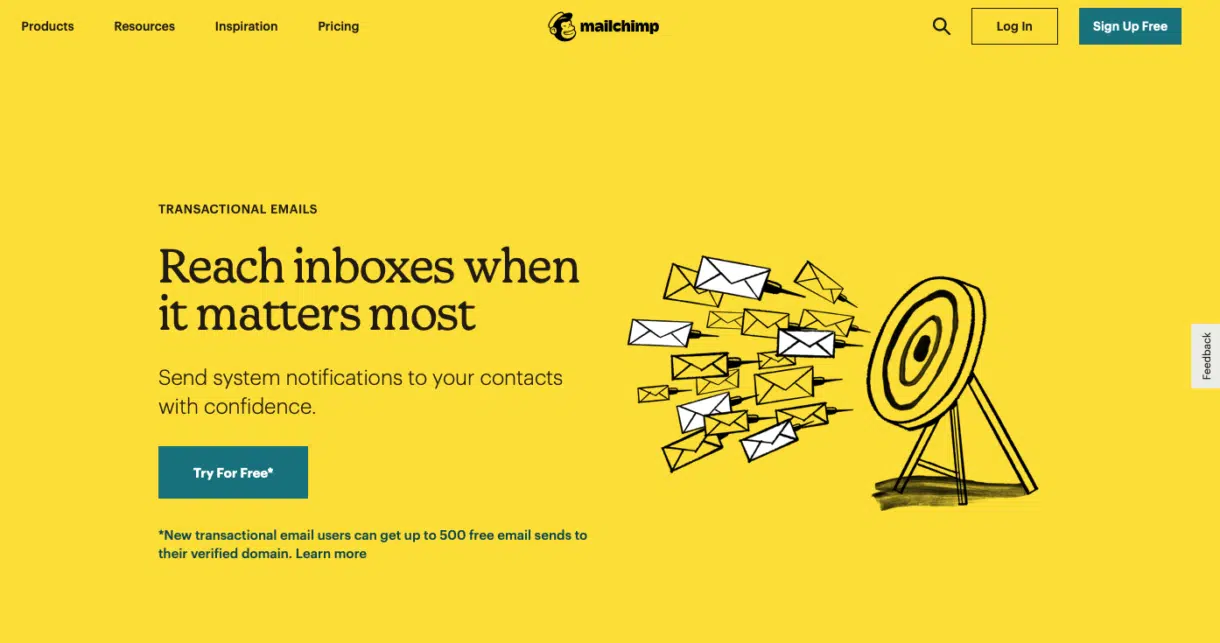 Products Resources Inspiration Pricing mailchimp Log In Sign Up Free
TRANSACTIONAL EMAILS
Reach inboxes when
it matters most
Send system notifications to your contacts
with confidence.
Try For Free*
*New transactional email users can get up to 500 free email sends to
their verified domain. Learn more
Feedback